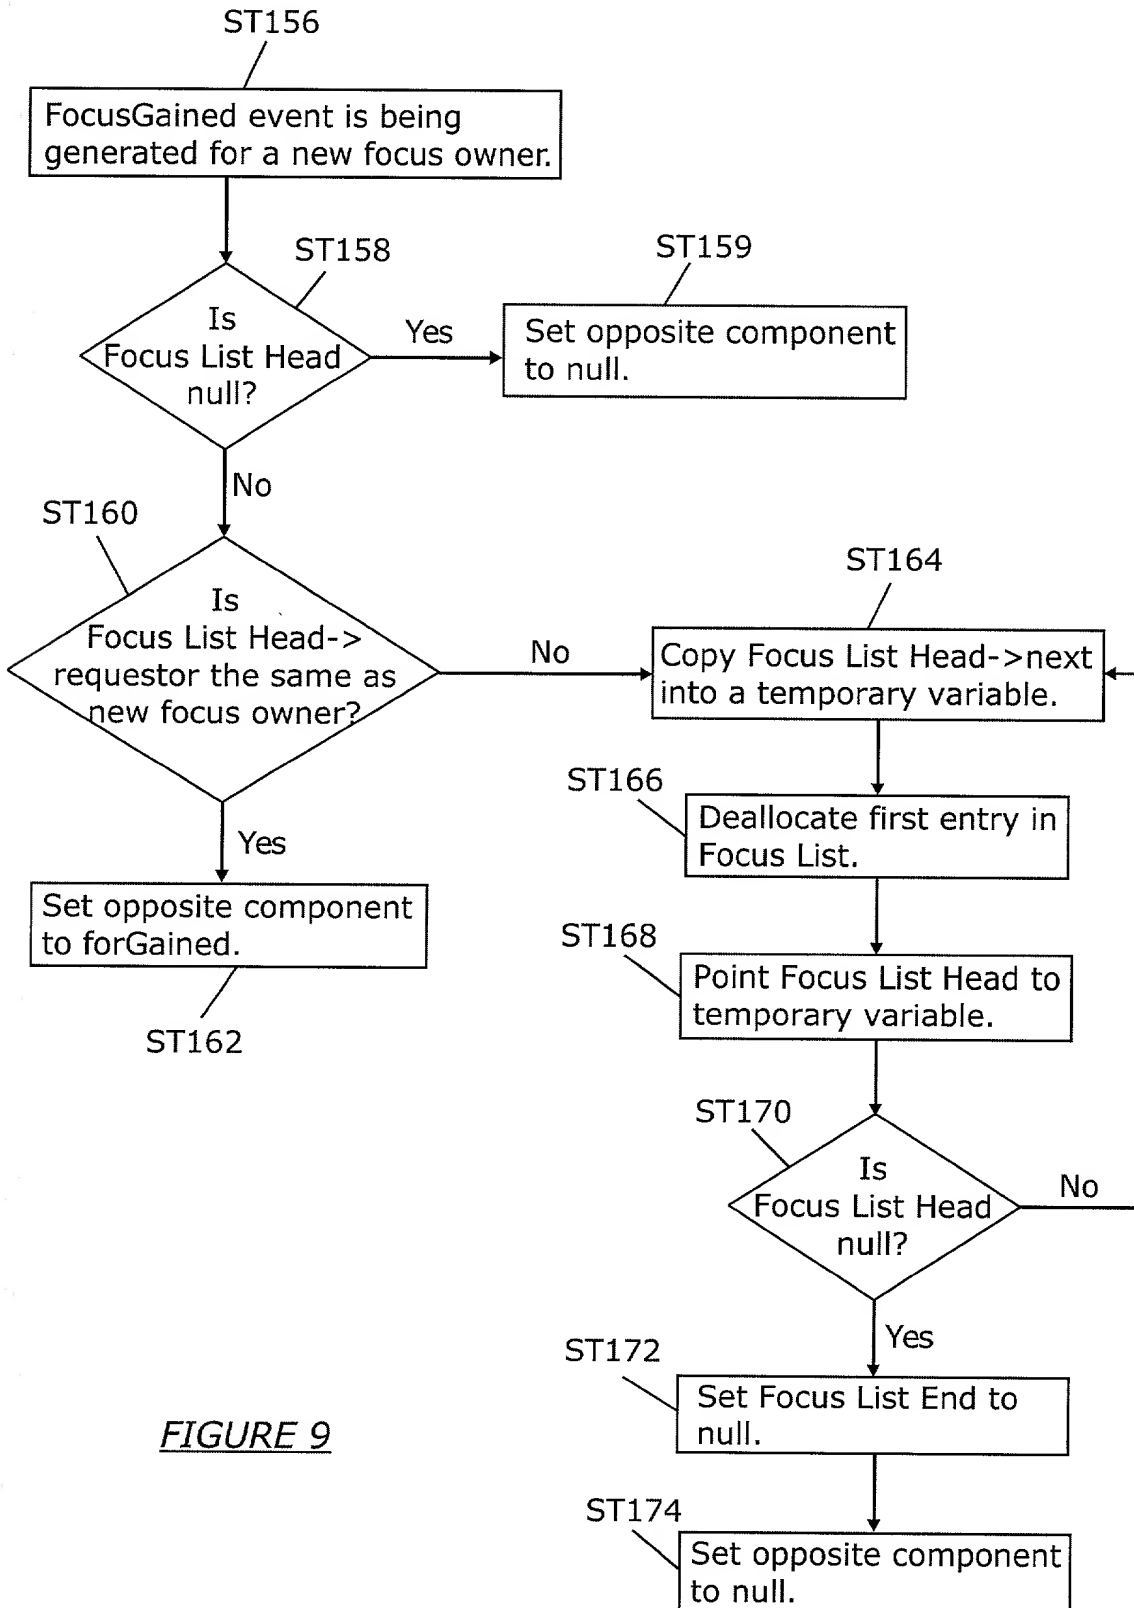 ST156
FocusGained event is being
generated for a new focus owner.
ST158
Is
Focus List Head
null?
Yes
ST159
Set opposite component
to null.
No
ST160
Is
Focus List Head->
requestor the same as
new focus owner?
No
Yes
Set opposite component
to forGained.
ST162
ST164
Copy Focus List Head->next
into a temporary variable.
ST166
Deallocate first entry in
Focus List.
ST168
Point Focus List Head to
temporary variable.
ST170
Is
Focus List Head
null?
No
Yes
ST172
Set Focus List End to
null.
ST174
Set opposite component
to null.
FIGURE 9